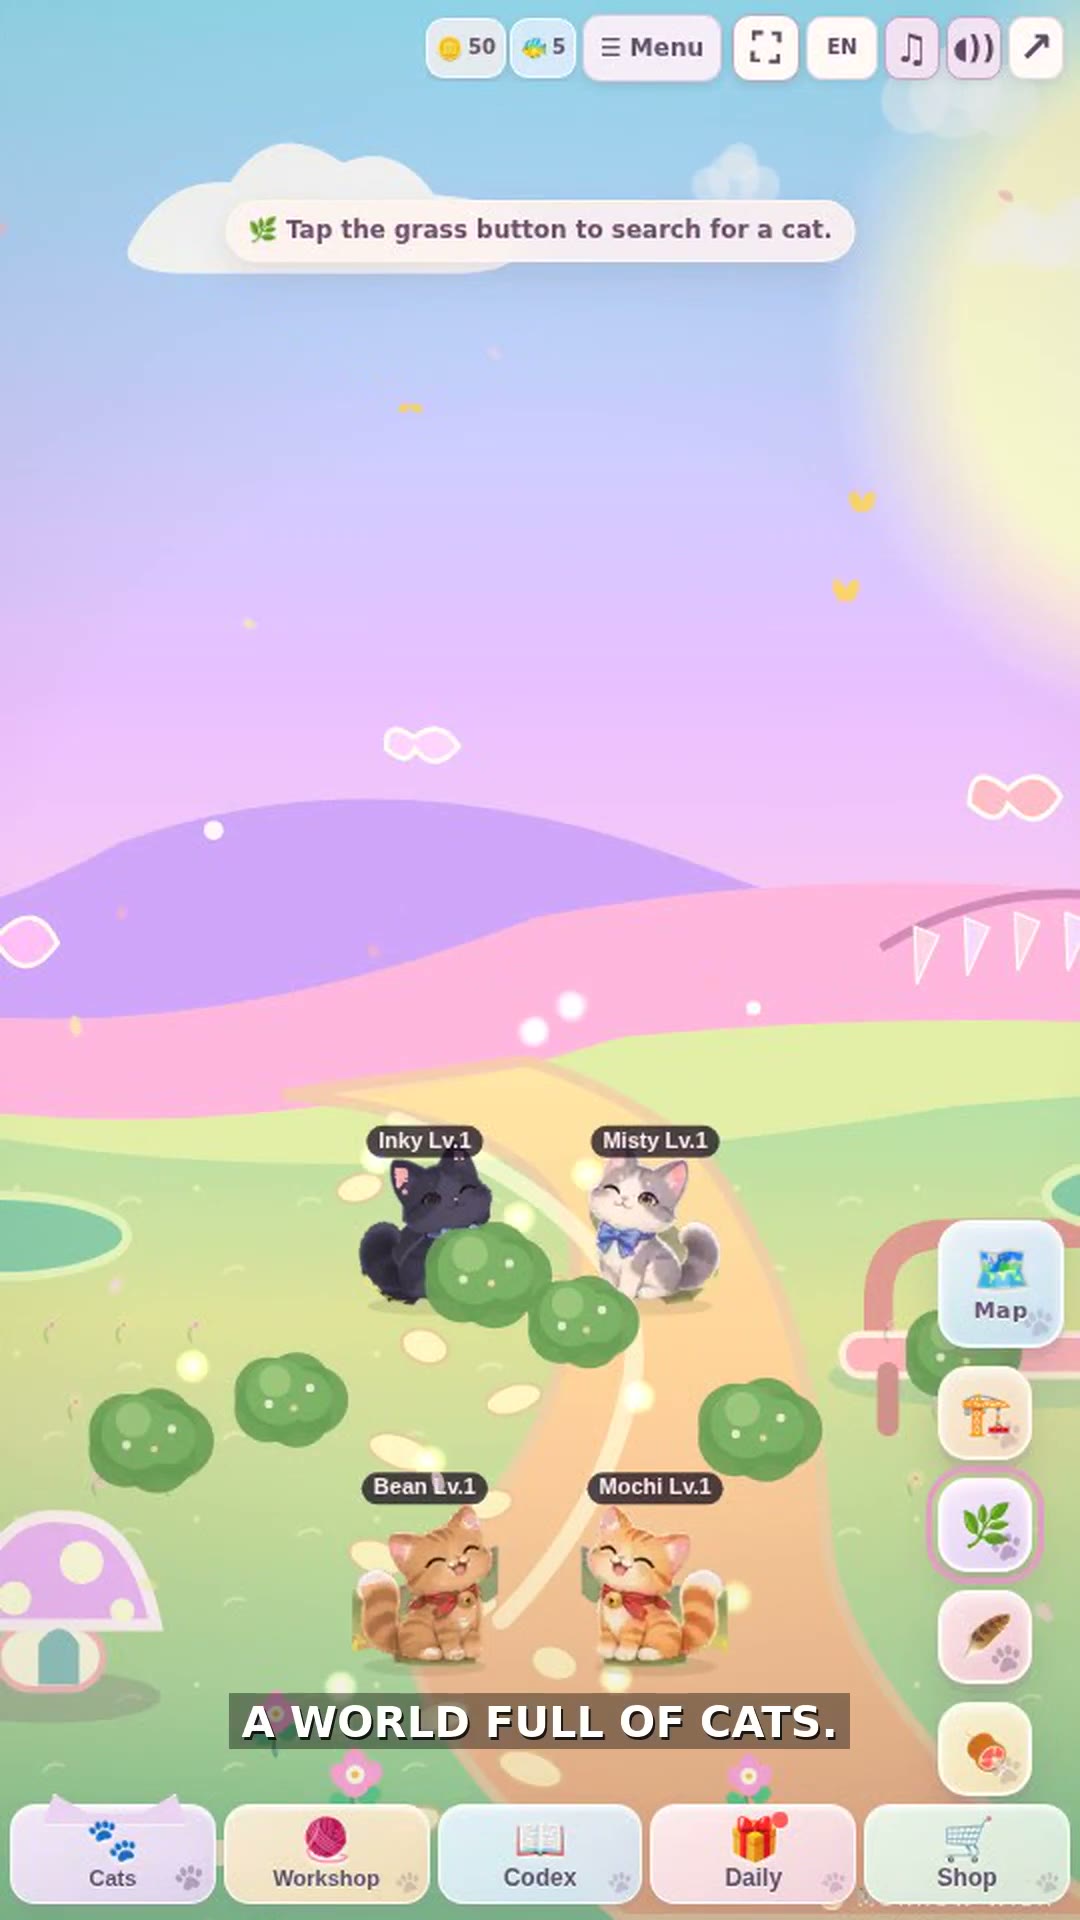 50
5
☰ Menu
EN
Tap the grass button to search for a cat.
Inky Lv.1
Misty Lv.1
Map
Bean Lv.1
Mochi Lv.1
A WORLD FULL OF CATS.
Cats
Workshop
Codex
Daily
Shop